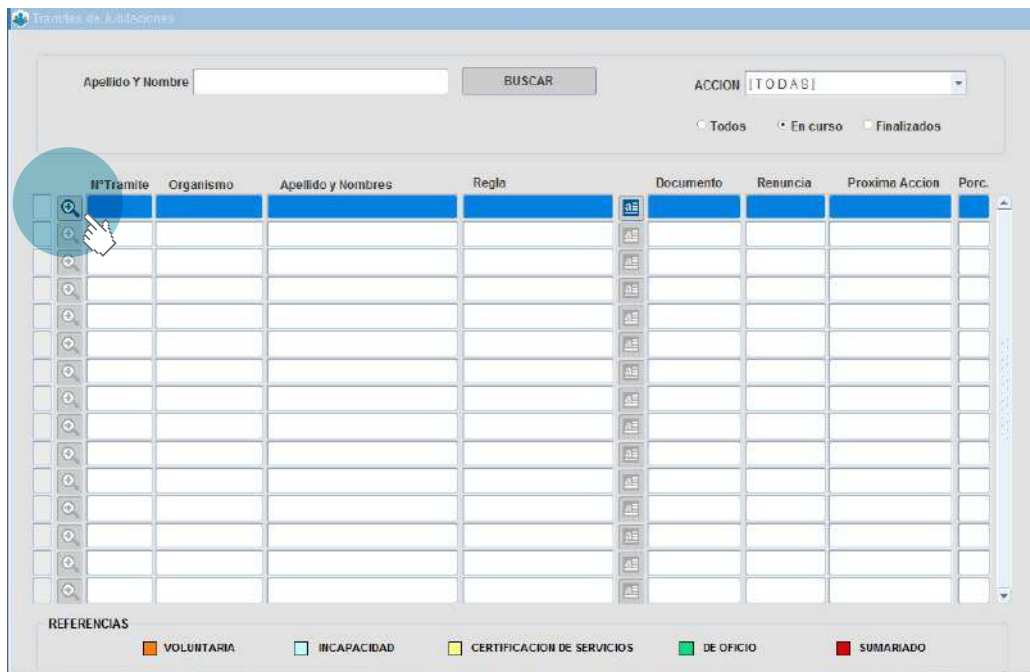 Tramites de Jubilaciones
Apellido Y Nombre BUSCAR ACCION [TODAS]
Todos En curso Finalizados
N°Tramite Organismo Apellido y Nombres Regla Documento Renuncia Proxima Accion Porc.
REFERENCIAS
VOLUNTARIA INCAPACIDAD CERTIFICACION DE SERVICIOS DE OFICIO SUMARIADO